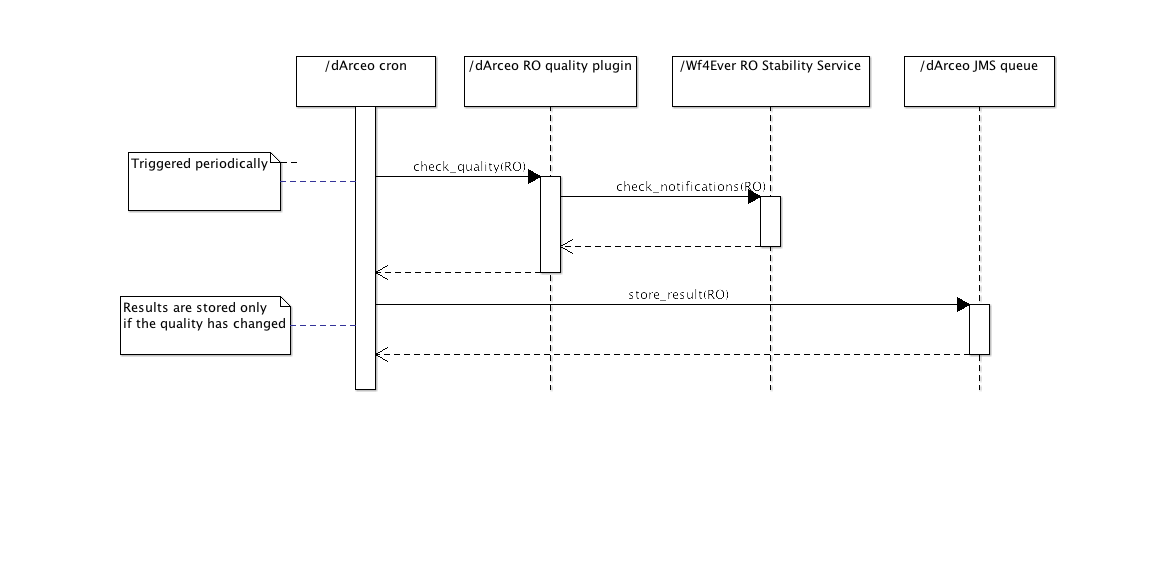 /dArceo cron
/dArceo RO quality plugin
/Wf4Ever RO Stability Service
/dArceo JMS queue
Triggered periodically
check_quality(RO)
check_notifications(RO)
store_result(RO)
Results are stored only
if the quality has changed